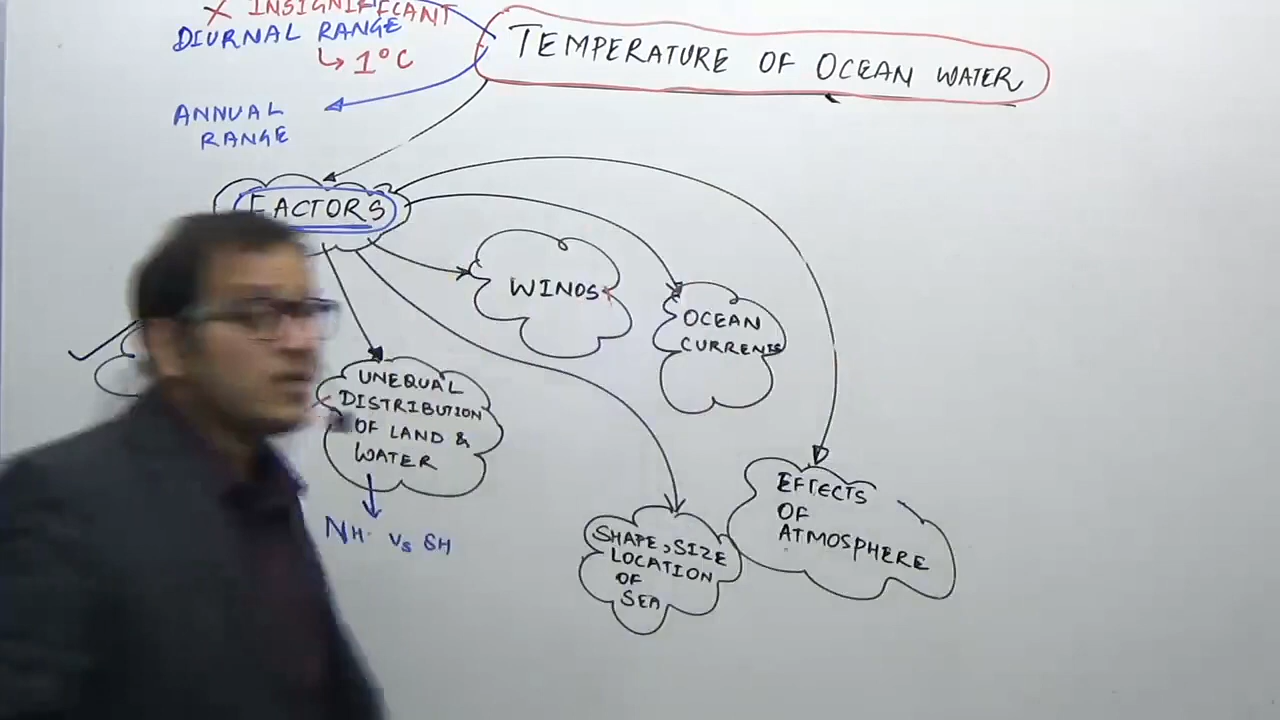 X INSIGNIFICANT
DIURNAL RANGE
↳ 1°C
TEMPERATURE OF OCEAN WATER
ANNUAL
RANGE
FACTORS
WINDS
OCEAN
CURRENTS
UNEQUAL
DISTRIBUTION
OF LAND &
WATER
NH. Vs SH
SHAPE, SIZE
LOCATION
OF
SEA
EFFECTS
OF
ATMOSPHERE